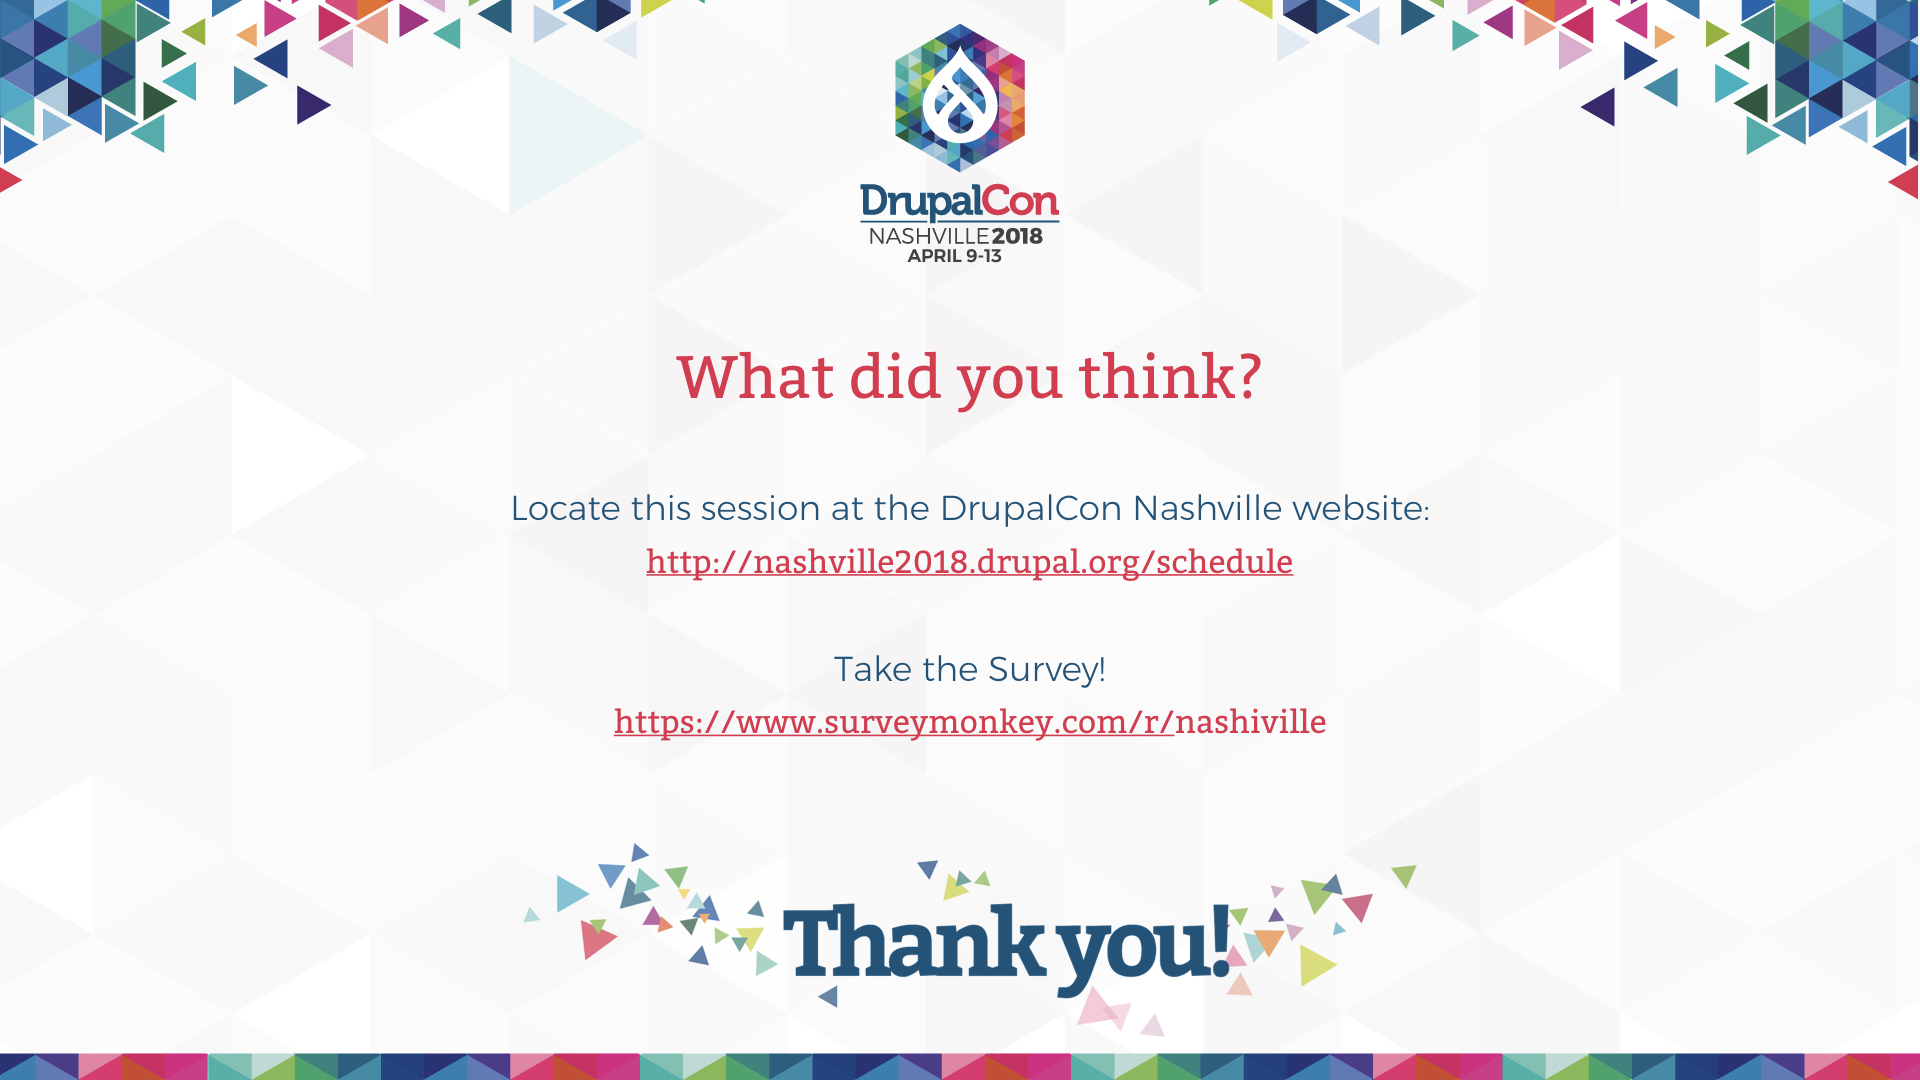 DrupalCon
NASHVILLE 2018
APRIL 9-13
What did you think?
Locate this session at the DrupalCon Nashville website:
http://nashville2018.drupal.org/schedule
Take the Survey!
https://www.surveymonkey.com/r/nashiville
Thank you!